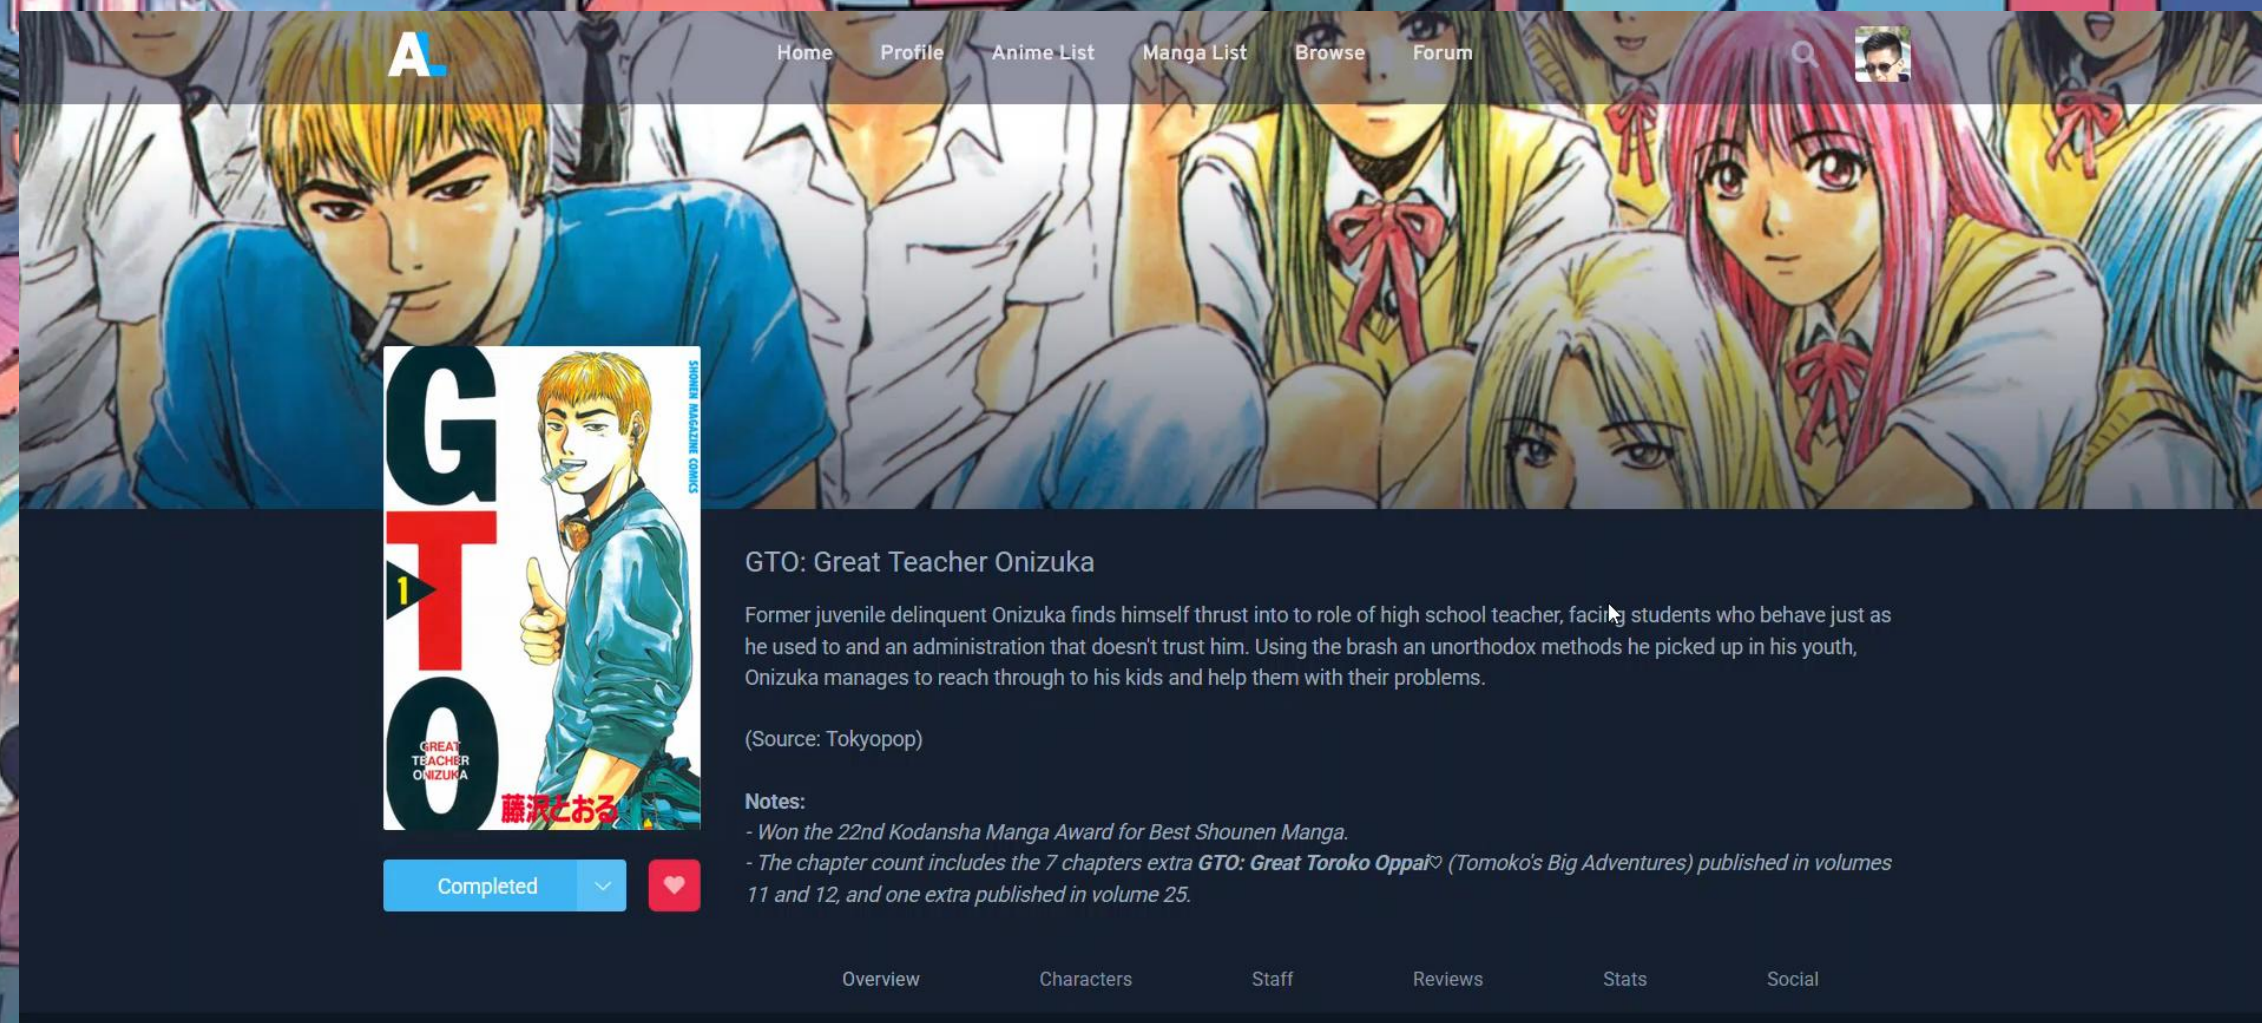 AL
Home Profile Anime List Manga List Browse Forum
G
T
1
O
GREAT
TEACHER
ONIZUKA
SHONEN MAGAZINE COMICS
藤沢とおる
Completed
GTO: Great Teacher Onizuka
Former juvenile delinquent Onizuka finds himself thrust into to role of high school teacher, facing students who behave just as
he used to and an administration that doesn't trust him. Using the brash an unorthodox methods he picked up in his youth,
Onizuka manages to reach through to his kids and help them with their problems.
(Source: Tokyopop)
Notes:
- Won the 22nd Kodansha Manga Award for Best Shounen Manga.
- The chapter count includes the 7 chapters extra GTO: Great Toroko Oppai♡ (Tomoko's Big Adventures) published in volumes
11 and 12, and one extra published in volume 25.
Overview Characters Staff Reviews Stats Social